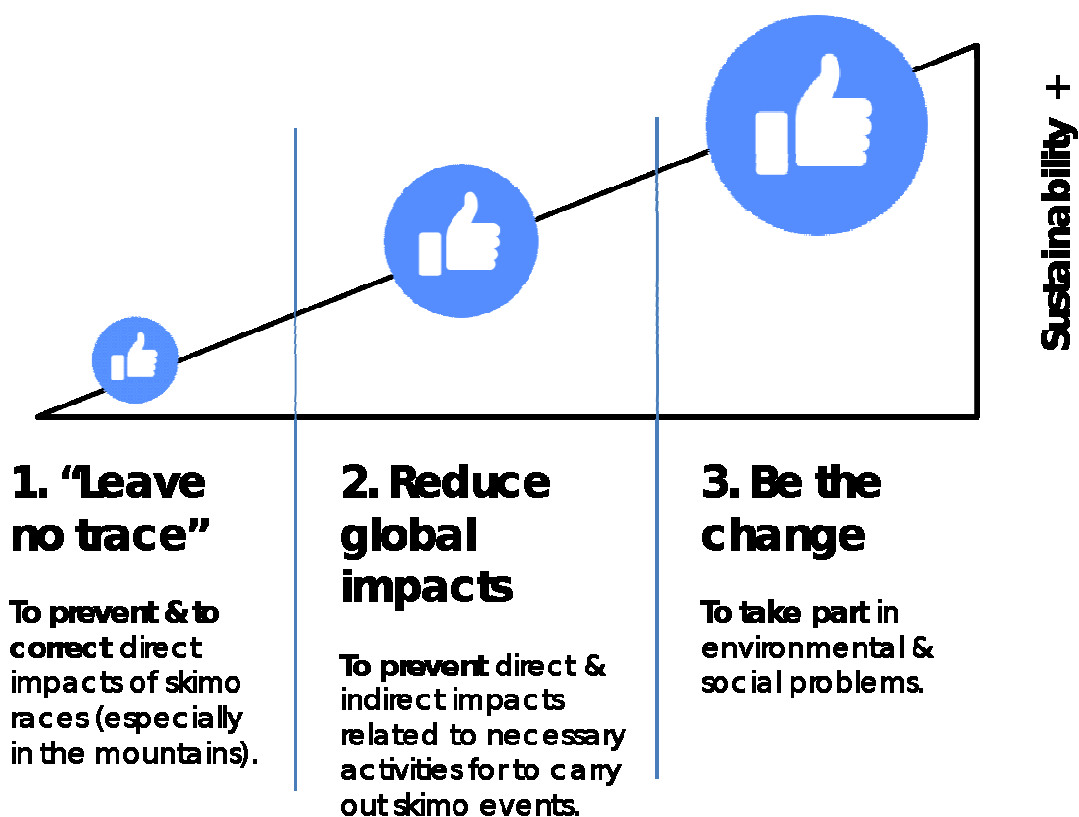 Sustainability +
1. “Leave
no trace”
To prevent & to
correct direct
impacts of skimo
races (especially
in the mountains).
2. Reduce
global
impacts
To prevent direct &
indirect impacts
related to necessary
activities for to carry
out skimo events.
3. Be the
change
To take part in
environmental &
social problems.